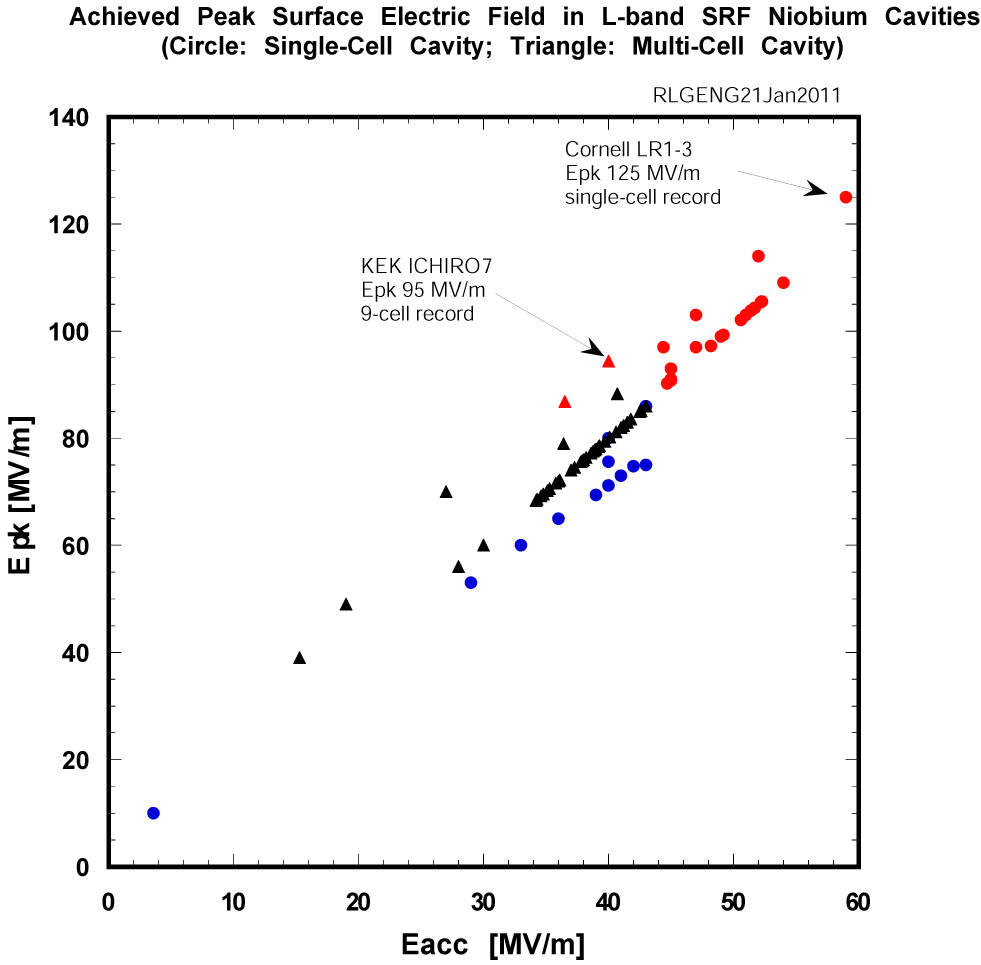 Achieved Peak Surface Electric Field in L-band SRF Niobium Cavities
(Circle: Single-Cell Cavity; Triangle: Multi-Cell Cavity)
RLGENG21Jan2011
140
120
100
80
60
40
20
0
Cornell LR1-3
Epk 125 MV/m
single-cell record
KEK ICHIRO7
Epk 95 MV/m
9-cell record
E pk [MV/m]
0 10 20 30 40 50 60
Eacc [MV/m]